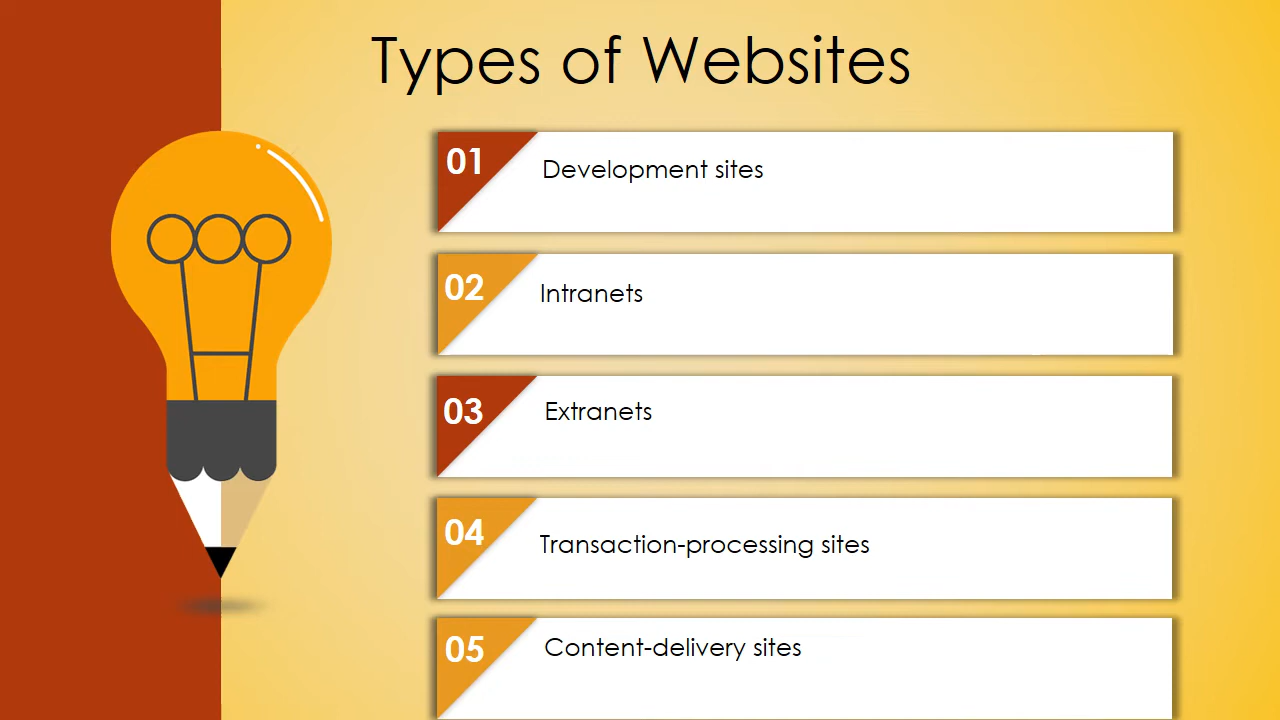 Types of Websites
01 Development sites
02 Intranets
03 Extranets
04 Transaction-processing sites
05 Content-delivery sites